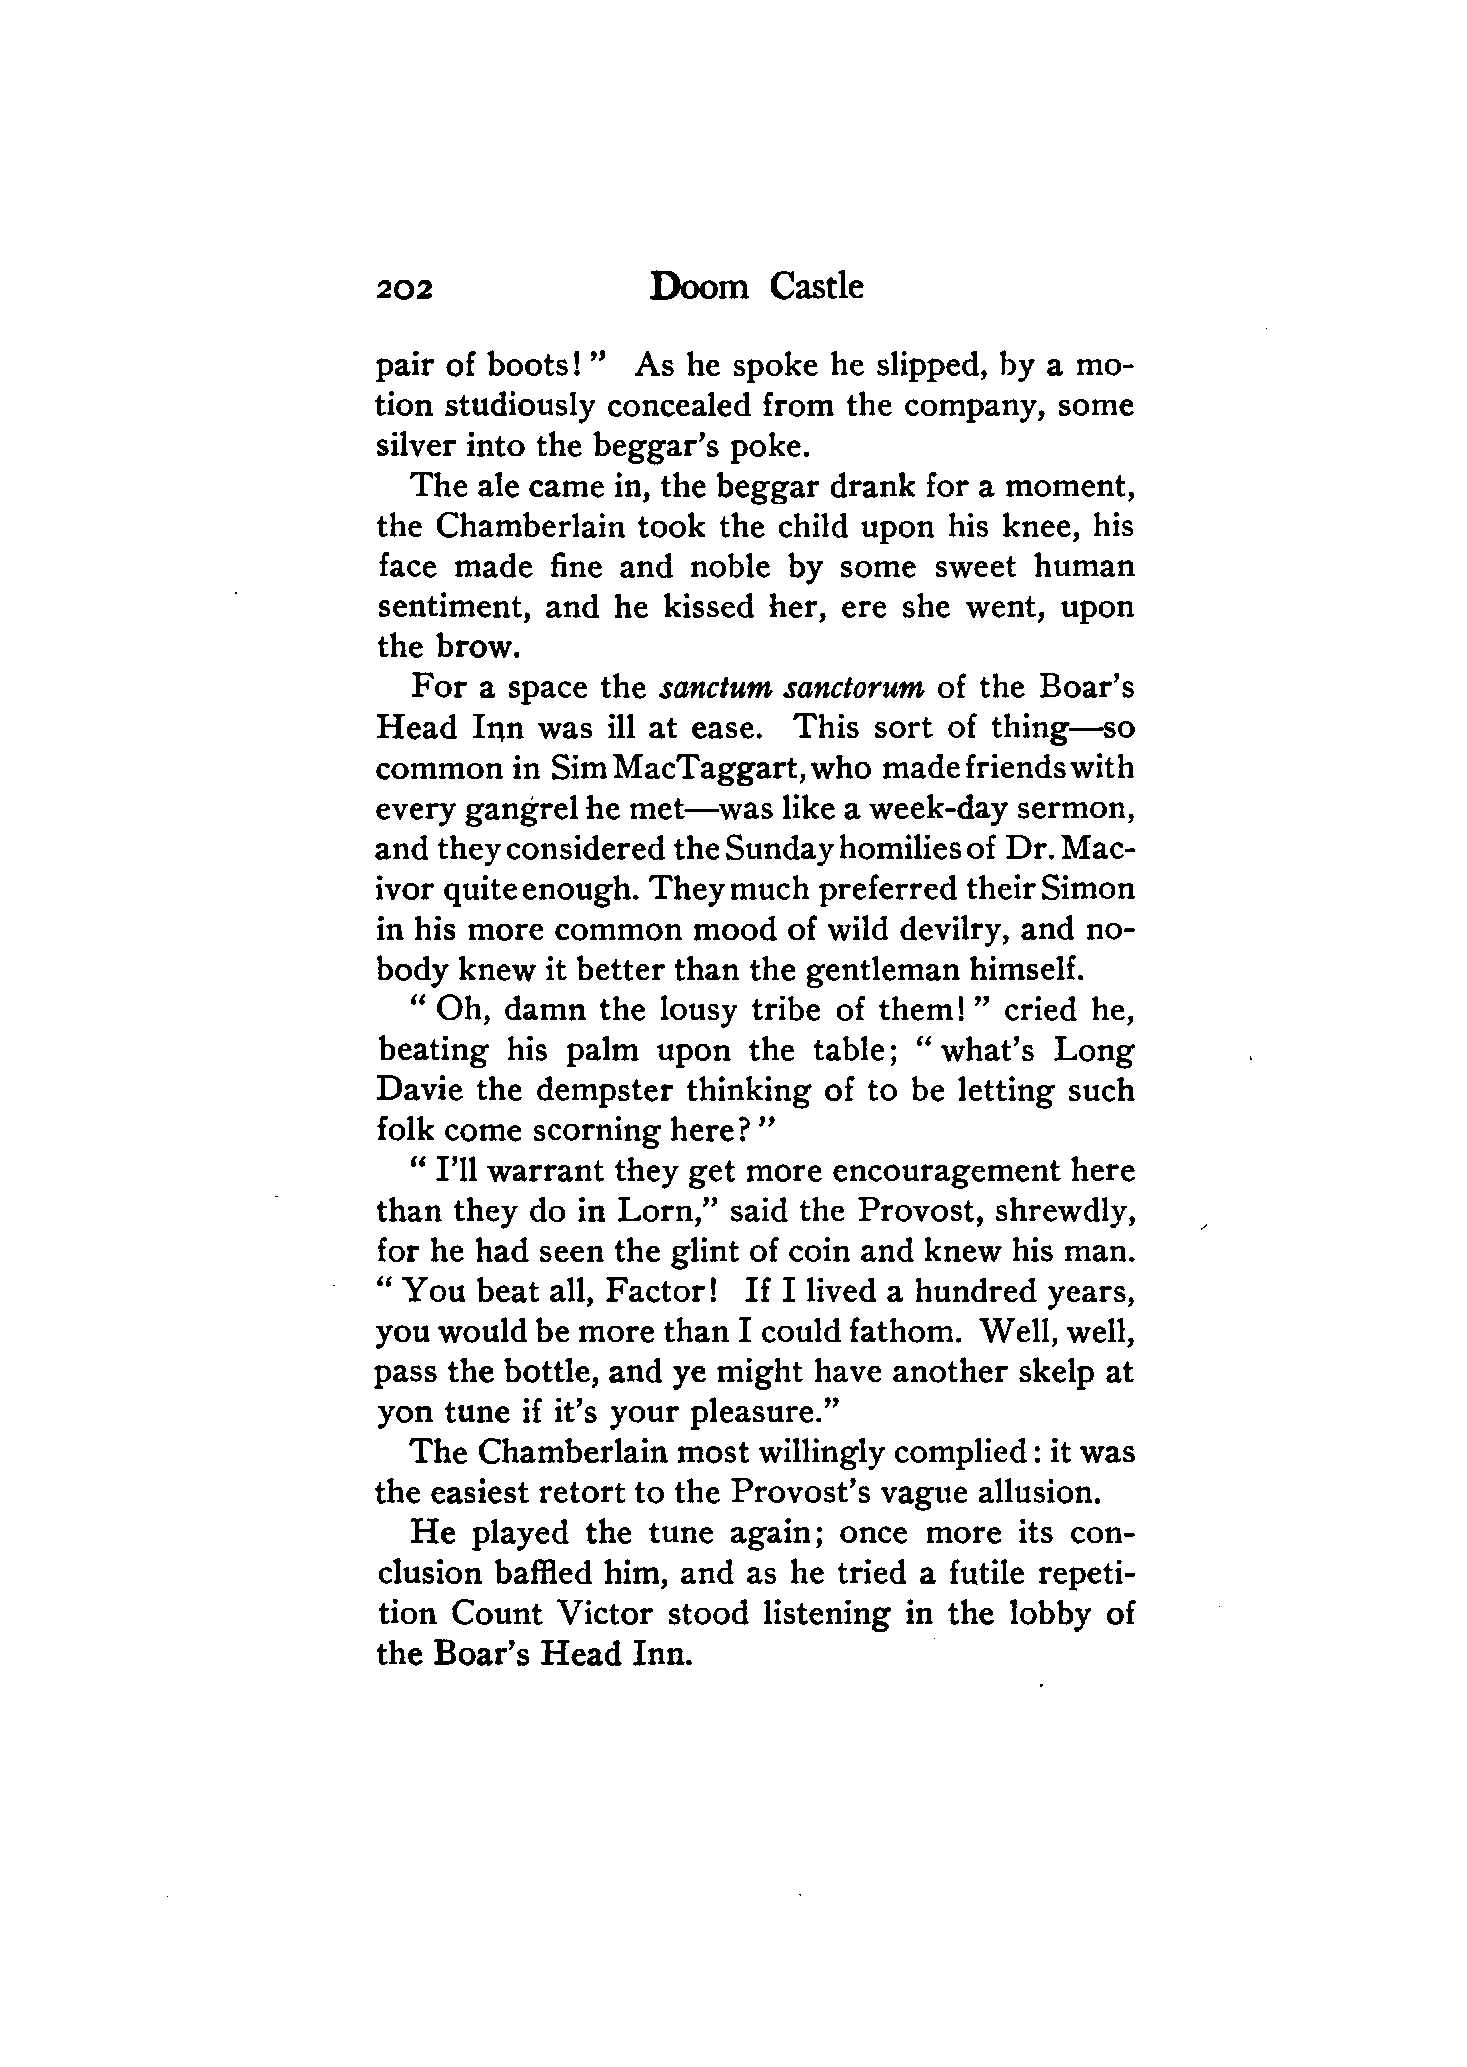 202 Doom Castle
pair of boots!" As he spoke he slipped, by a mo-
tion studiously concealed from the company, some
silver into the beggar's poke.
The ale came in, the beggar drank for a moment,
the Chamberlain took the child upon his knee, his
face made fine and noble by some sweet human
sentiment, and he kissed her, ere she went, upon
the brow.
For a space the sanctum sanctorum of the Boar's
Head Inn was ill at ease. This sort of thing—so
common in Sim MacTaggart, who made friends with
every gangrel he met—was like a week-day sermon,
and they considered the Sunday homilies of Dr. Mac-
ivor quite enough. They much preferred their Simon
in his more common mood of wild devilry, and no-
body knew it better than the gentleman himself.
"Oh, damn the lousy tribe of them!" cried he,
beating his palm upon the table; "what's Long
Davie the dempster thinking of to be letting such
folk come scorning here?"
"I'll warrant they get more encouragement here
than they do in Lorn," said the Provost, shrewdly,
for he had seen the glint of coin and knew his man.
"You beat all, Factor! If I lived a hundred years,
you would be more than I could fathom. Well, well,
pass the bottle, and ye might have another skelp at
yon tune if it's your pleasure."
The Chamberlain most willingly complied: it was
the easiest retort to the Provost's vague allusion.
He played the tune again; once more its con-
clusion baffled him, and as he tried a futile repeti-
tion Count Victor stood listening in the lobby of
the Boar's Head Inn.